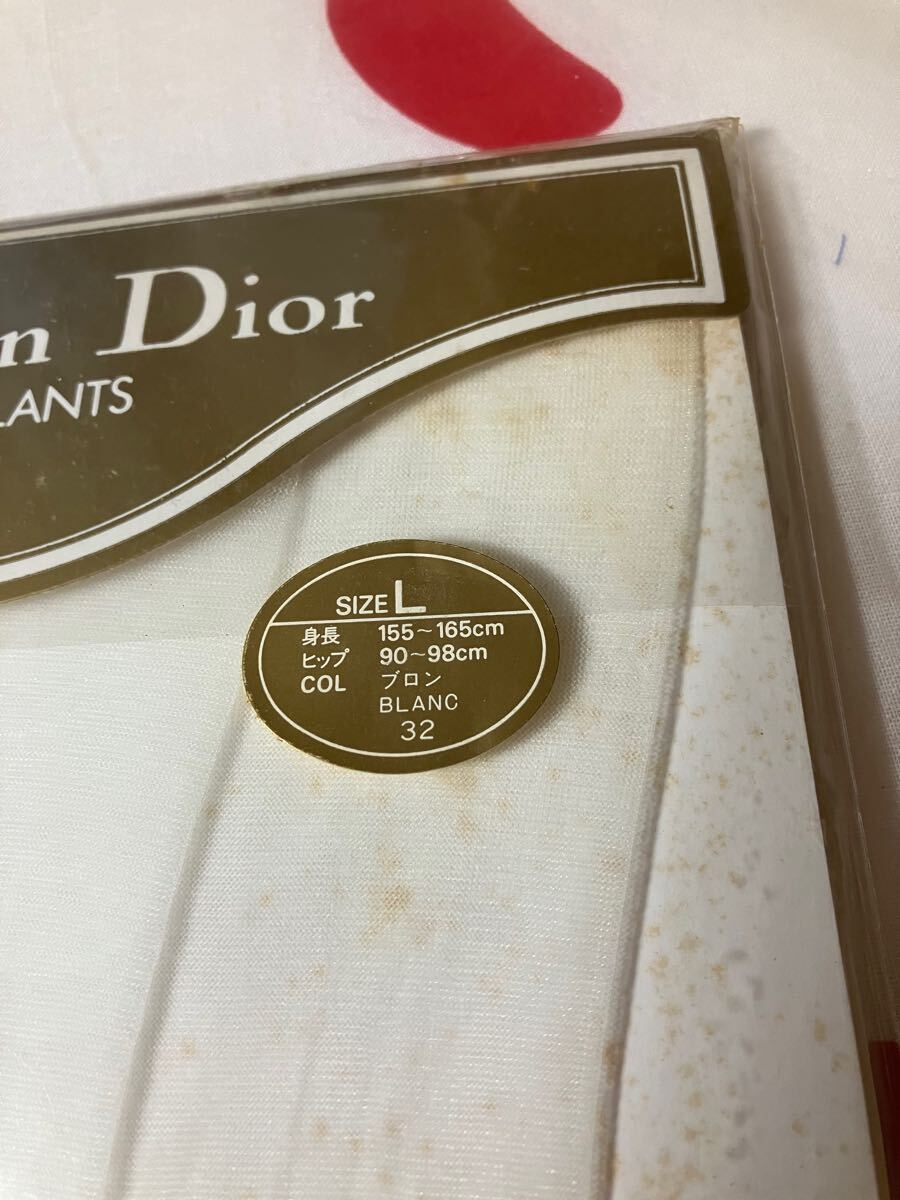 n Dior
LANTS
SIZE L
身長 155~165cm
ヒップ 90~98cm
COL ブロン
BLANC
32